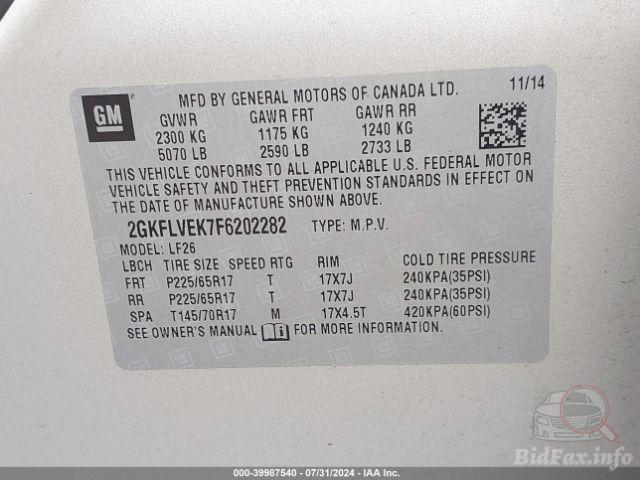 GM
MFD BY GENERAL MOTORS OF CANADA LTD. 11/14
GVWR GAWR FRT GAWR RR
2300 KG 1175 KG 1240 KG
5070 LB 2590 LB 2733 LB
THIS VEHICLE CONFORMS TO ALL APPLICABLE U.S. FEDERAL MOTOR
VEHICLE SAFETY AND THEFT PREVENTION STANDARDS IN EFFECT ON
THE DATE OF MANUFACTURE SHOWN ABOVE.
2GKFLVEK7F6202282 TYPE: M.P.V.
MODEL: LF26
LBCH TIRE SIZE SPEED RTG RIM COLD TIRE PRESSURE
FRT P225/65R17 T 17X7J 240KPA(35PSI)
RR P225/65R17 T 17X7J 240KPA(35PSI)
SPA T145/70R17 M 17X4.5T 420KPA(60PSI)
SEE OWNER'S MANUAL FOR MORE INFORMATION.
BidFax.info
000-39987540 - 07/31/2024 - IAA Inc.